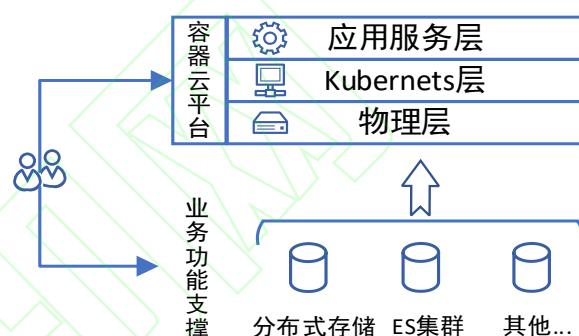 容器云平台
应用服务层
Kubernets层
物理层
业务功能支撑
分布式存储 ES集群 其他...